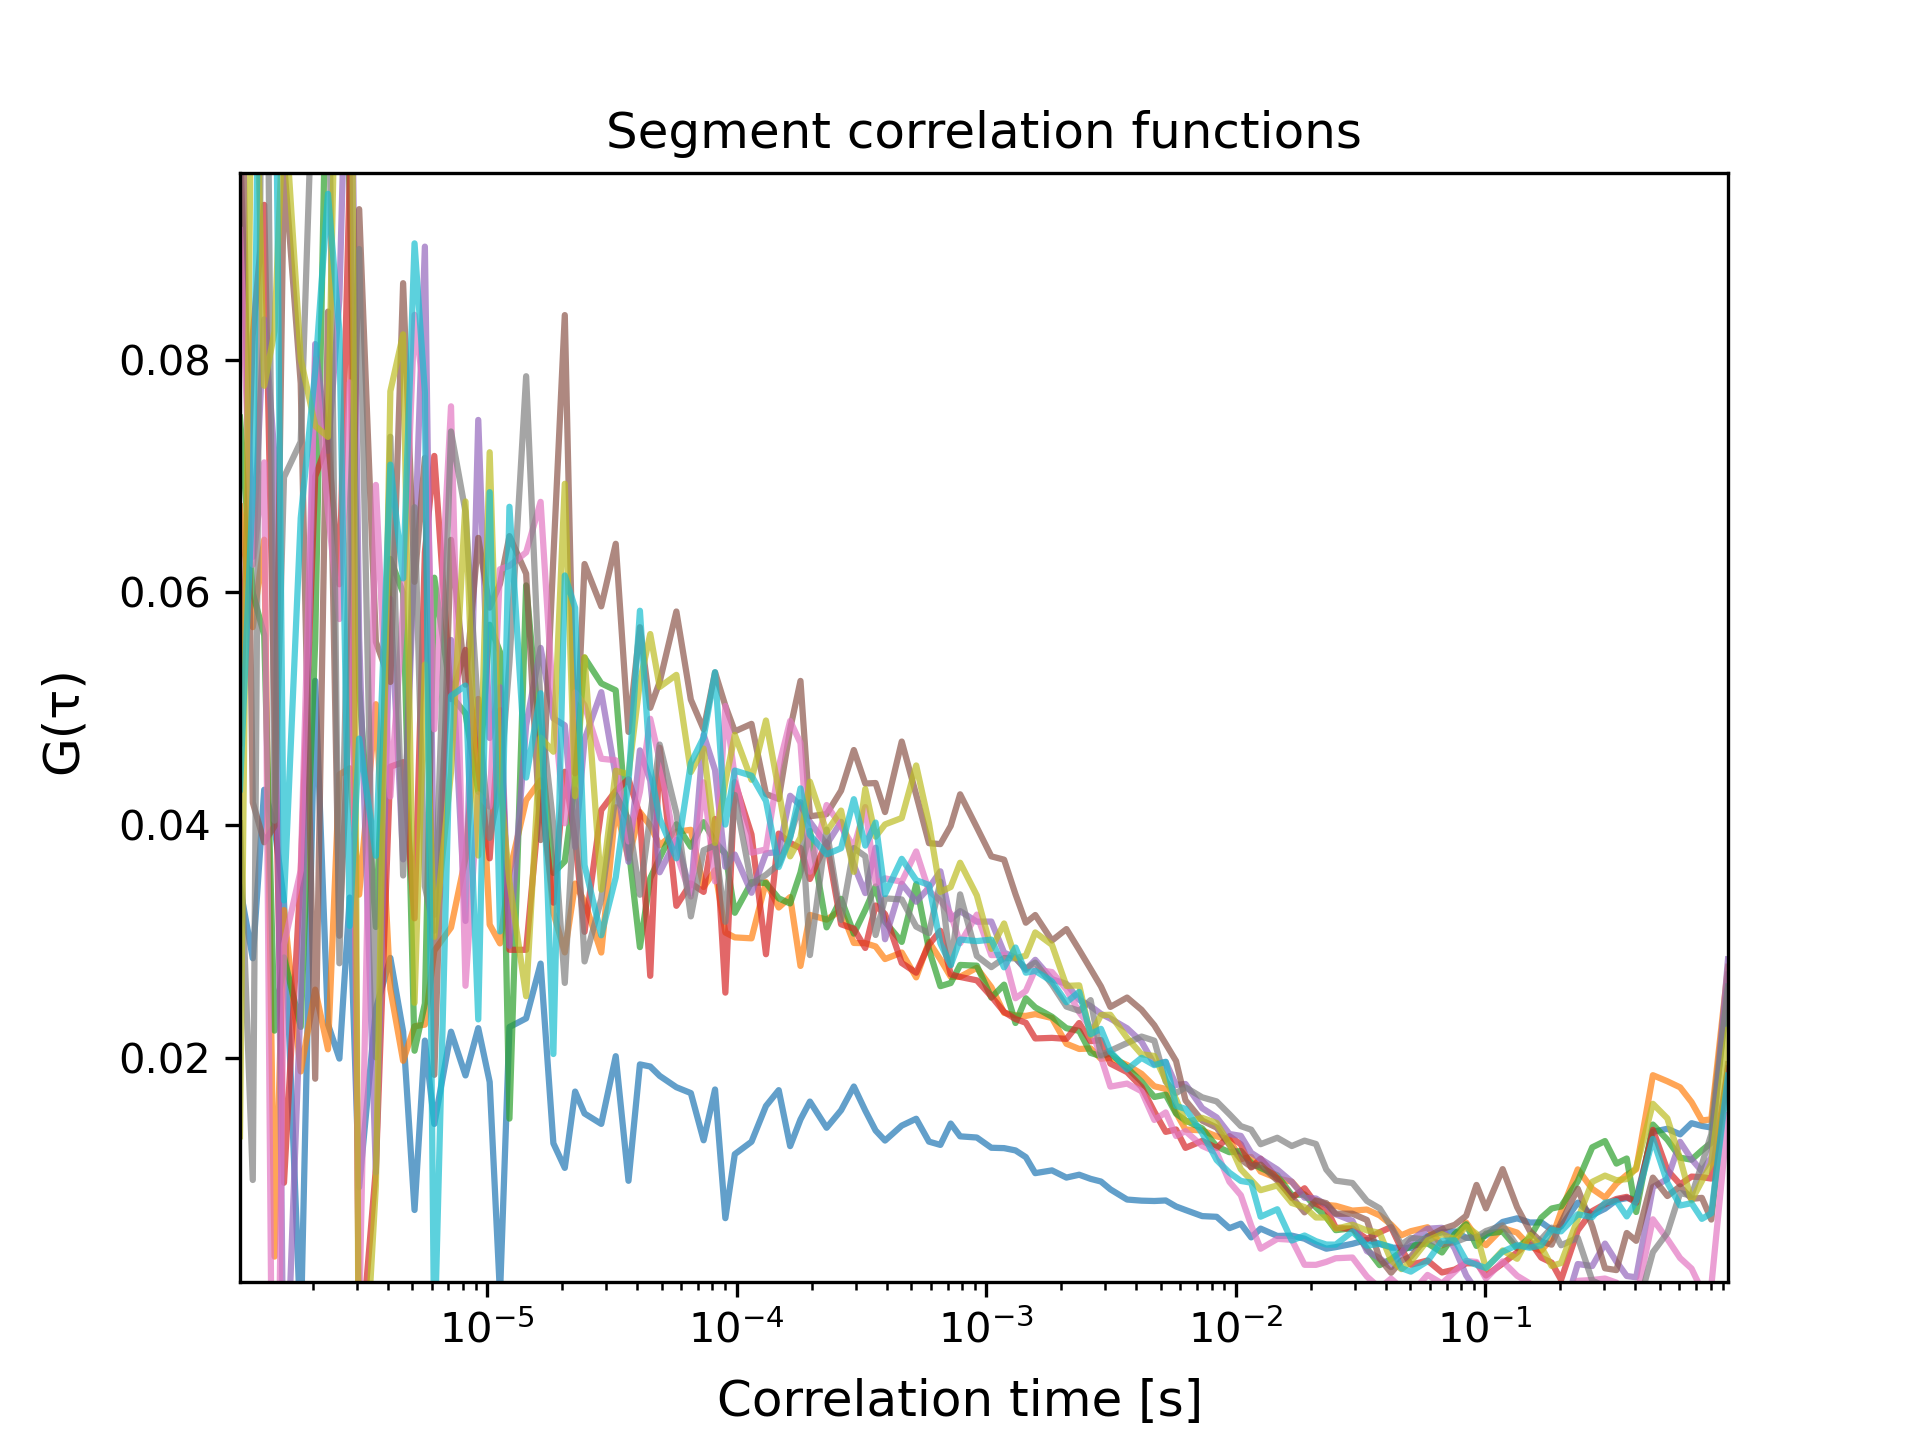 Segment correlation functions
G(τ)
0.08
0.06
0.04
0.02
10⁻⁵ 10⁻⁴ 10⁻³ 10⁻² 10⁻¹
Correlation time [s]